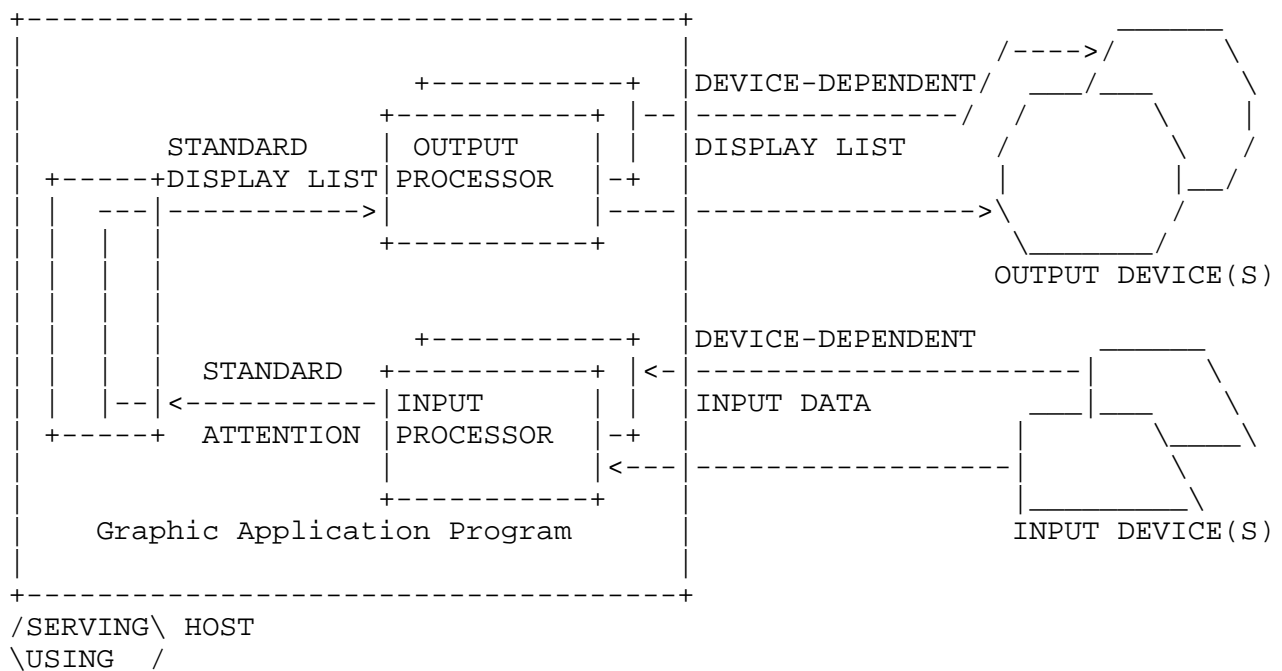 DEVICE-DEPENDENT
STANDARD OUTPUT DISPLAY LIST
DISPLAY LIST PROCESSOR
OUTPUT DEVICE(S)
DEVICE-DEPENDENT
STANDARD
INPUT INPUT DATA
ATTENTION PROCESSOR
Graphic Application Program INPUT DEVICE(S)
/SERVING\ HOST
\USING /